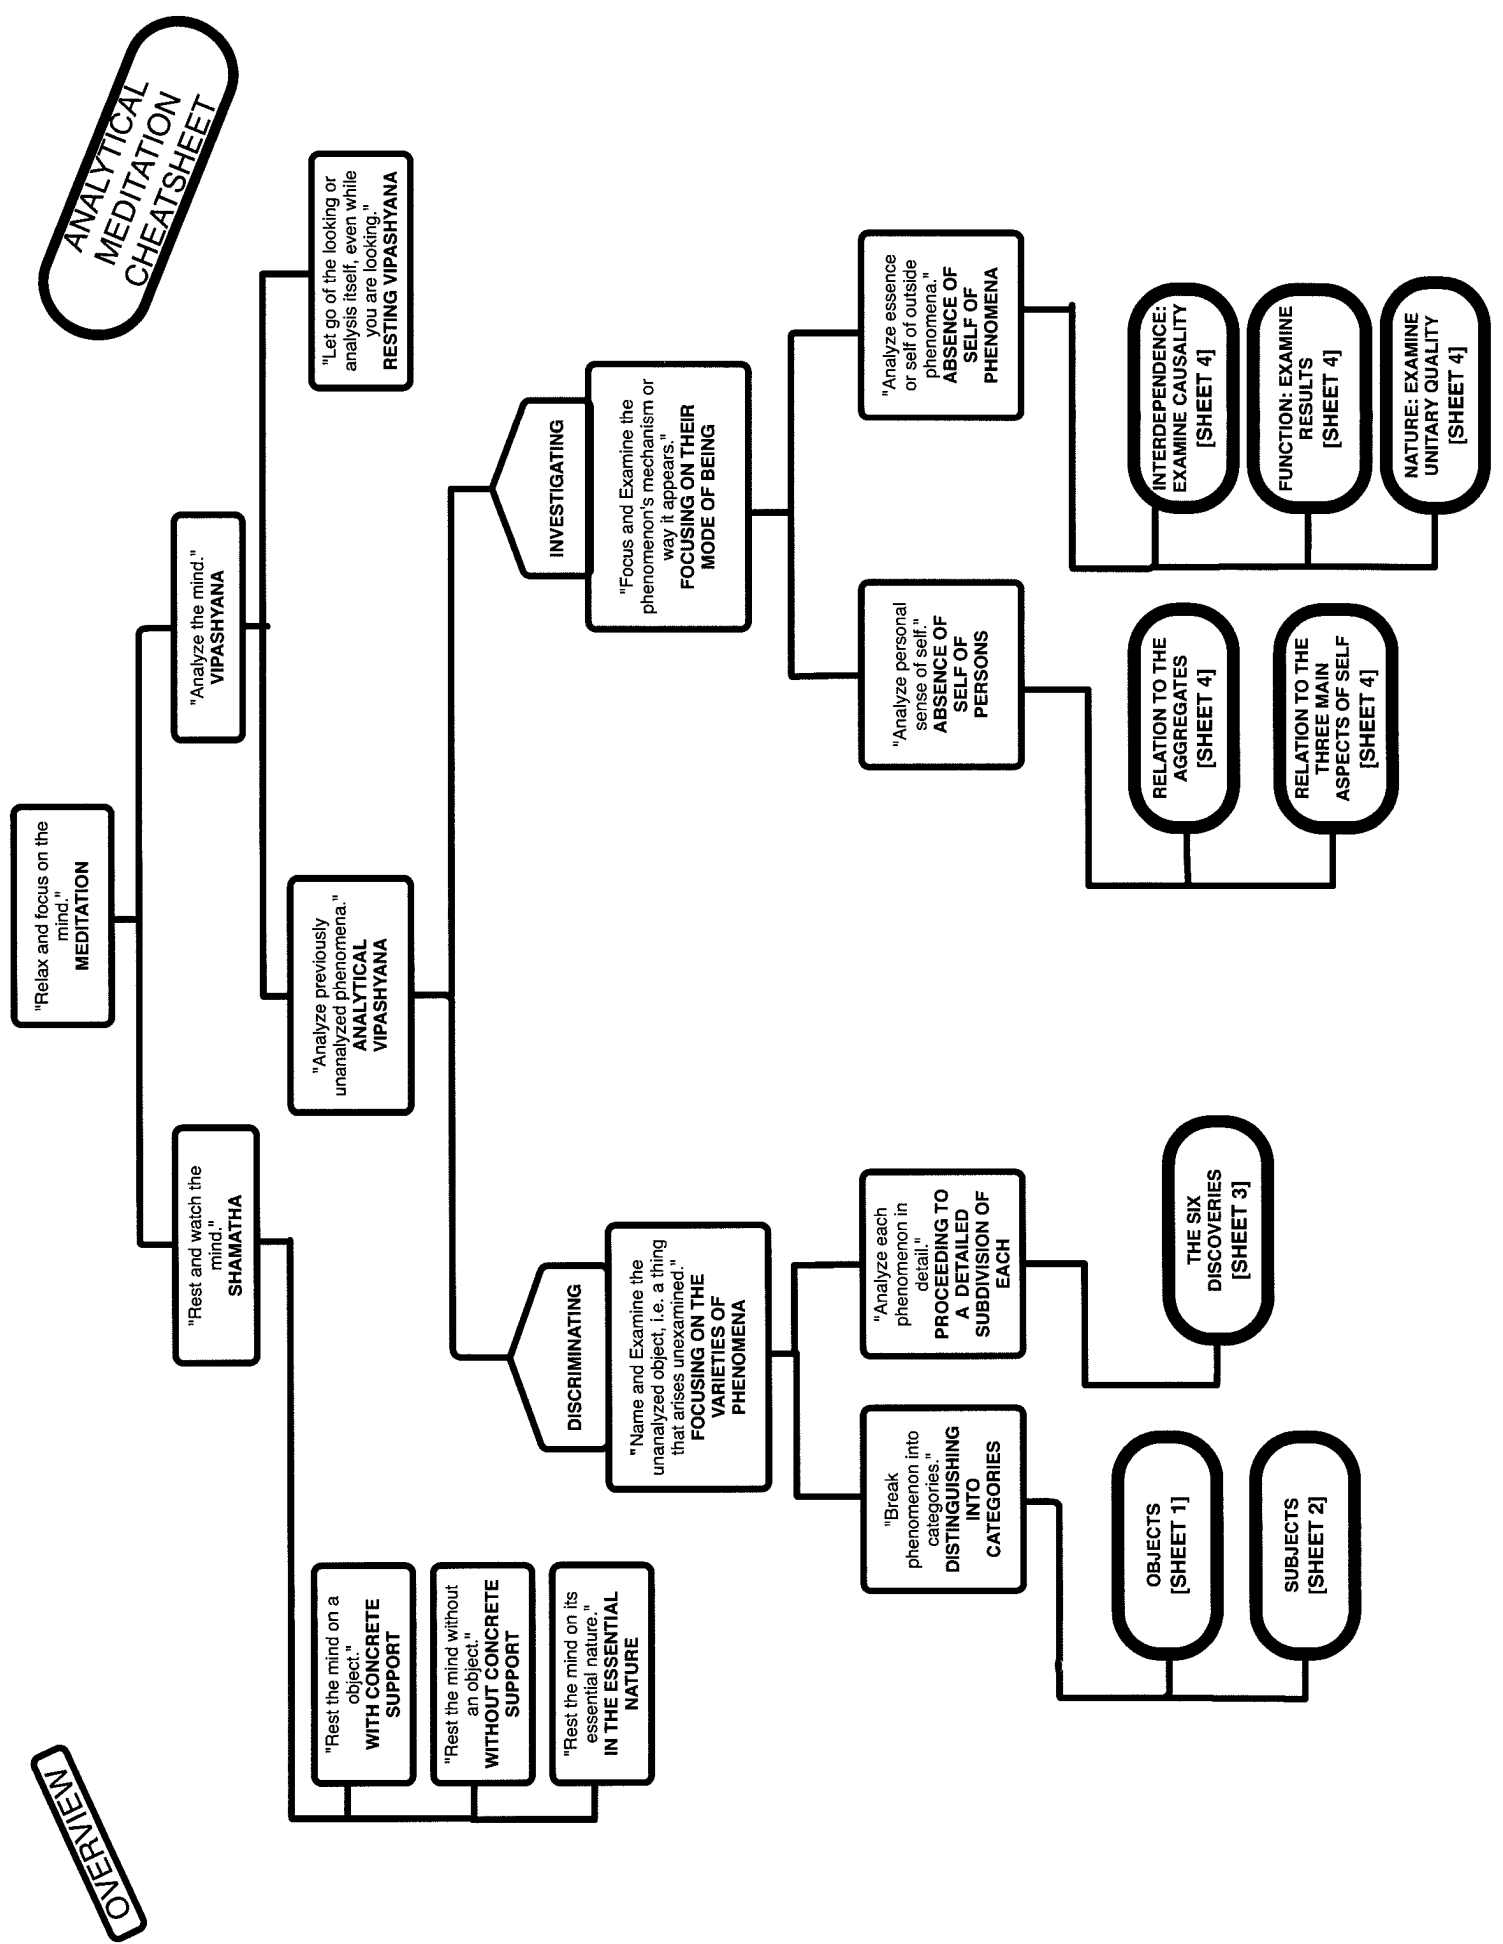 OVERVIEW
ANALYTICAL
MEDITATION
CHEATSHEET
"Relax and focus on the
mind."
MEDITATION
"Rest and watch the
mind."
SHAMATHA
"Analyze the mind."
VIPASHYANA
"Rest the mind on a
object."
WITH CONCRETE
SUPPORT
"Rest the mind without
an object."
WITHOUT CONCRETE
SUPPORT
"Rest the mind on its
essential nature."
IN THE ESSENTIAL
NATURE
"Analyze previously
unanalyzed phenomena."
ANALYTICAL
VIPASHYANA
"Let go of the looking or
analysis itself, even while
you are looking."
RESTING VIPASHYANA
DISCRIMINATING
"Name and Examine the
unanalyzed object, i.e. a thing
that arises unexamined."
FOCUSING ON THE
VARIETIES OF
PHENOMENA
INVESTIGATING
"Focus and Examine the
phenomenon's mechanism or
way it appears."
FOCUSING ON THEIR
MODE OF BEING
"Break
phenomenon into
categories."
DISTINGUISHING
INTO
CATEGORIES
"Analyze each
phenomenon in
detail."
PROCEEDING TO
A DETAILED
SUBDIVISION OF
EACH
"Analyze personal
sense of self."
ABSENCE OF
SELF OF
PERSONS
"Analyze essence
or self of outside
phenomena."
ABSENCE OF
SELF OF
PHENOMENA
OBJECTS
[SHEET 1]
SUBJECTS
[SHEET 2]
THE SIX
DISCOVERIES
[SHEET 3]
RELATION TO THE
AGGREGATES
[SHEET 4]
RELATION TO THE
THREE MAIN
ASPECTS OF SELF
[SHEET 4]
INTERDEPENDENCE:
EXAMINE CAUSALITY
[SHEET 4]
FUNCTION: EXAMINE
RESULTS
[SHEET 4]
NATURE: EXAMINE
UNITARY QUALITY
[SHEET 4]